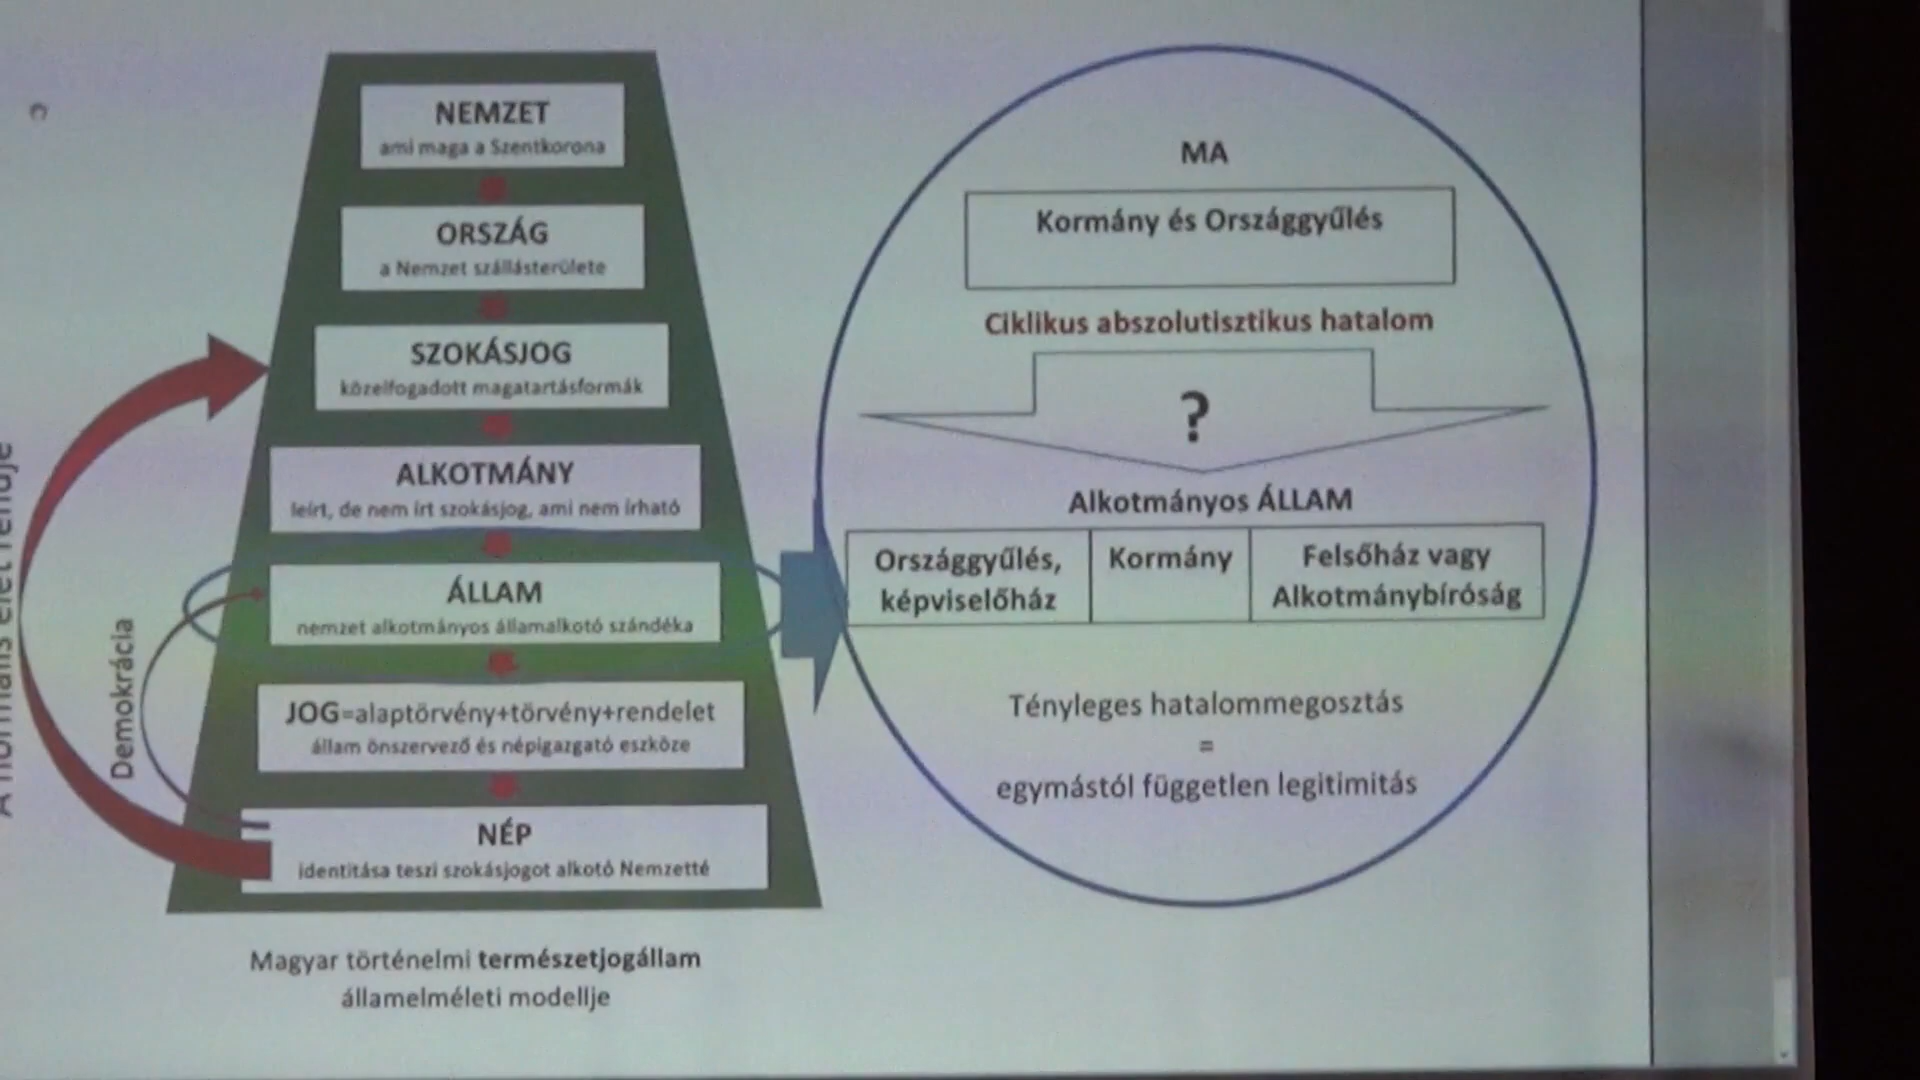 NEMZET
ami maga a Szentkorona
ORSZÁG
a Nemzet szállásterülete
SZOKÁSJOG
közelfogadott magatartásformák
ALKOTMÁNY
leírt, de nem írt szokásjog, ami nem írható
ÁLLAM
nemzet alkotmányos államalkotó szándéka
JOG=alaptörvény+törvény+rendelet
állam önszervező és népigazgató eszköze
NÉP
identitása teszi szokásjogot alkotó Nemzetté
Demokrácia
Magyar történelmi természetjogállam
államelméleti modellje
MA
Kormány és Országgyűlés
Ciklikus abszolutisztikus hatalom
?
Alkotmányos ÁLLAM
Országgyűlés,
képviselőház
Kormány
Felsőház vagy
Alkotmánybíróság
Tényleges hatalommegosztás
=
egymástól független legitimitás